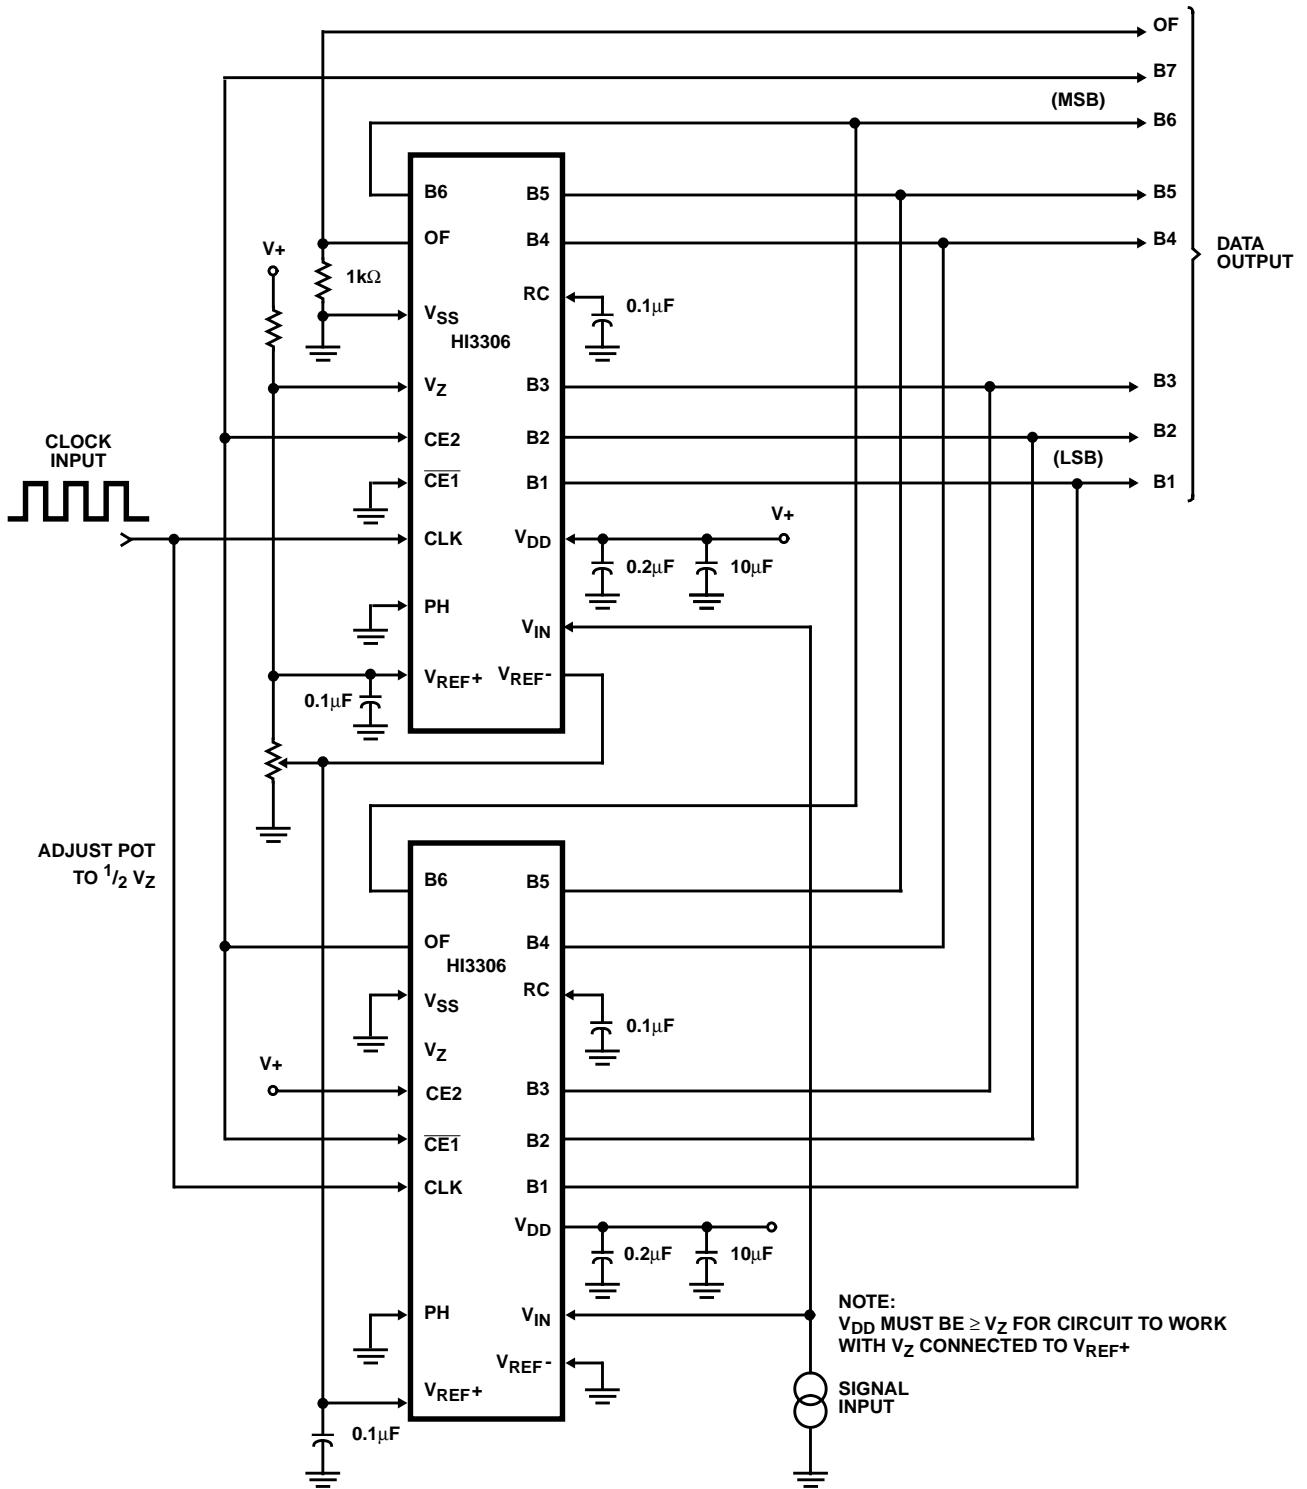 OF
B7
(MSB)
B6
B6
B5
B5
V+
OF
B4
B4
DATA
OUTPUT
1kΩ
RC
0.1μF
VSS
HI3306
VZ
B3
B3
CLOCK
INPUT
CE2
B2
B2
(LSB)
CE1
B1
B1
V+
CLK
VDD
0.2μF
10μF
PH
VIN
VREF+
VREF-
0.1μF
ADJUST POT
TO 1/2 VZ
B6
B5
OF
B4
HI3306
RC
VSS
0.1μF
VZ
V+
CE2
B3
CE1
B2
CLK
B1
VDD
0.2μF
10μF
PH
VIN
NOTE:
VDD MUST BE ≥ VZ FOR CIRCUIT TO WORK
WITH VZ CONNECTED TO VREF+
VREF-
VREF+
SIGNAL
INPUT
0.1μF